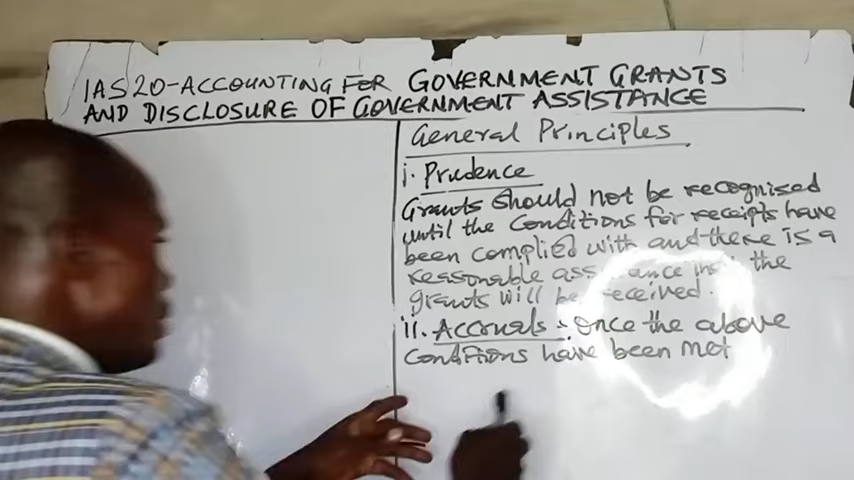 IAS 20-ACCOUNTING FOR GOVERNMENT GRANTS
AND DISCLOSURE OF GOVERNMENT ASSISTANCE
General Principles
i. Prudence
Grants should not be recognised
until the conditions for receipts have
been complied with and there is a
reasonable the
grants will be received.
ii. Accruals: once the above
conditions have been met